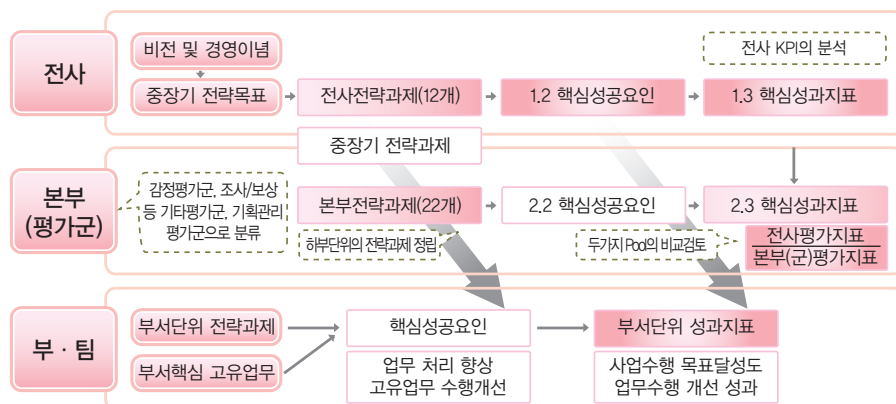 전사
비전 및 경영이념
중장기 전략목표
전사전략과제(12개)
1.2 핵심성공요인
전사 KPI의 분석
1.3 핵심성과지표
중장기 전략과제
본부
(평가군)
감정평가군, 조사/보상
등 기타평가군, 기획관리
평가군으로 분류
본부전략과제(22개)
2.2 핵심성공요인
2.3 핵심성과지표
하부단위의 전략과제 정립
두가지 Pool의 비교검토
전사평가지표
본부(군)평가지표
부 · 팀
부서단위 전략과제
부서핵심 고유업무
핵심성공요인
부서단위 성과지표
업무 처리 향상
고유업무 수행개선
사업수행 목표달성도
업무수행 개선 성과